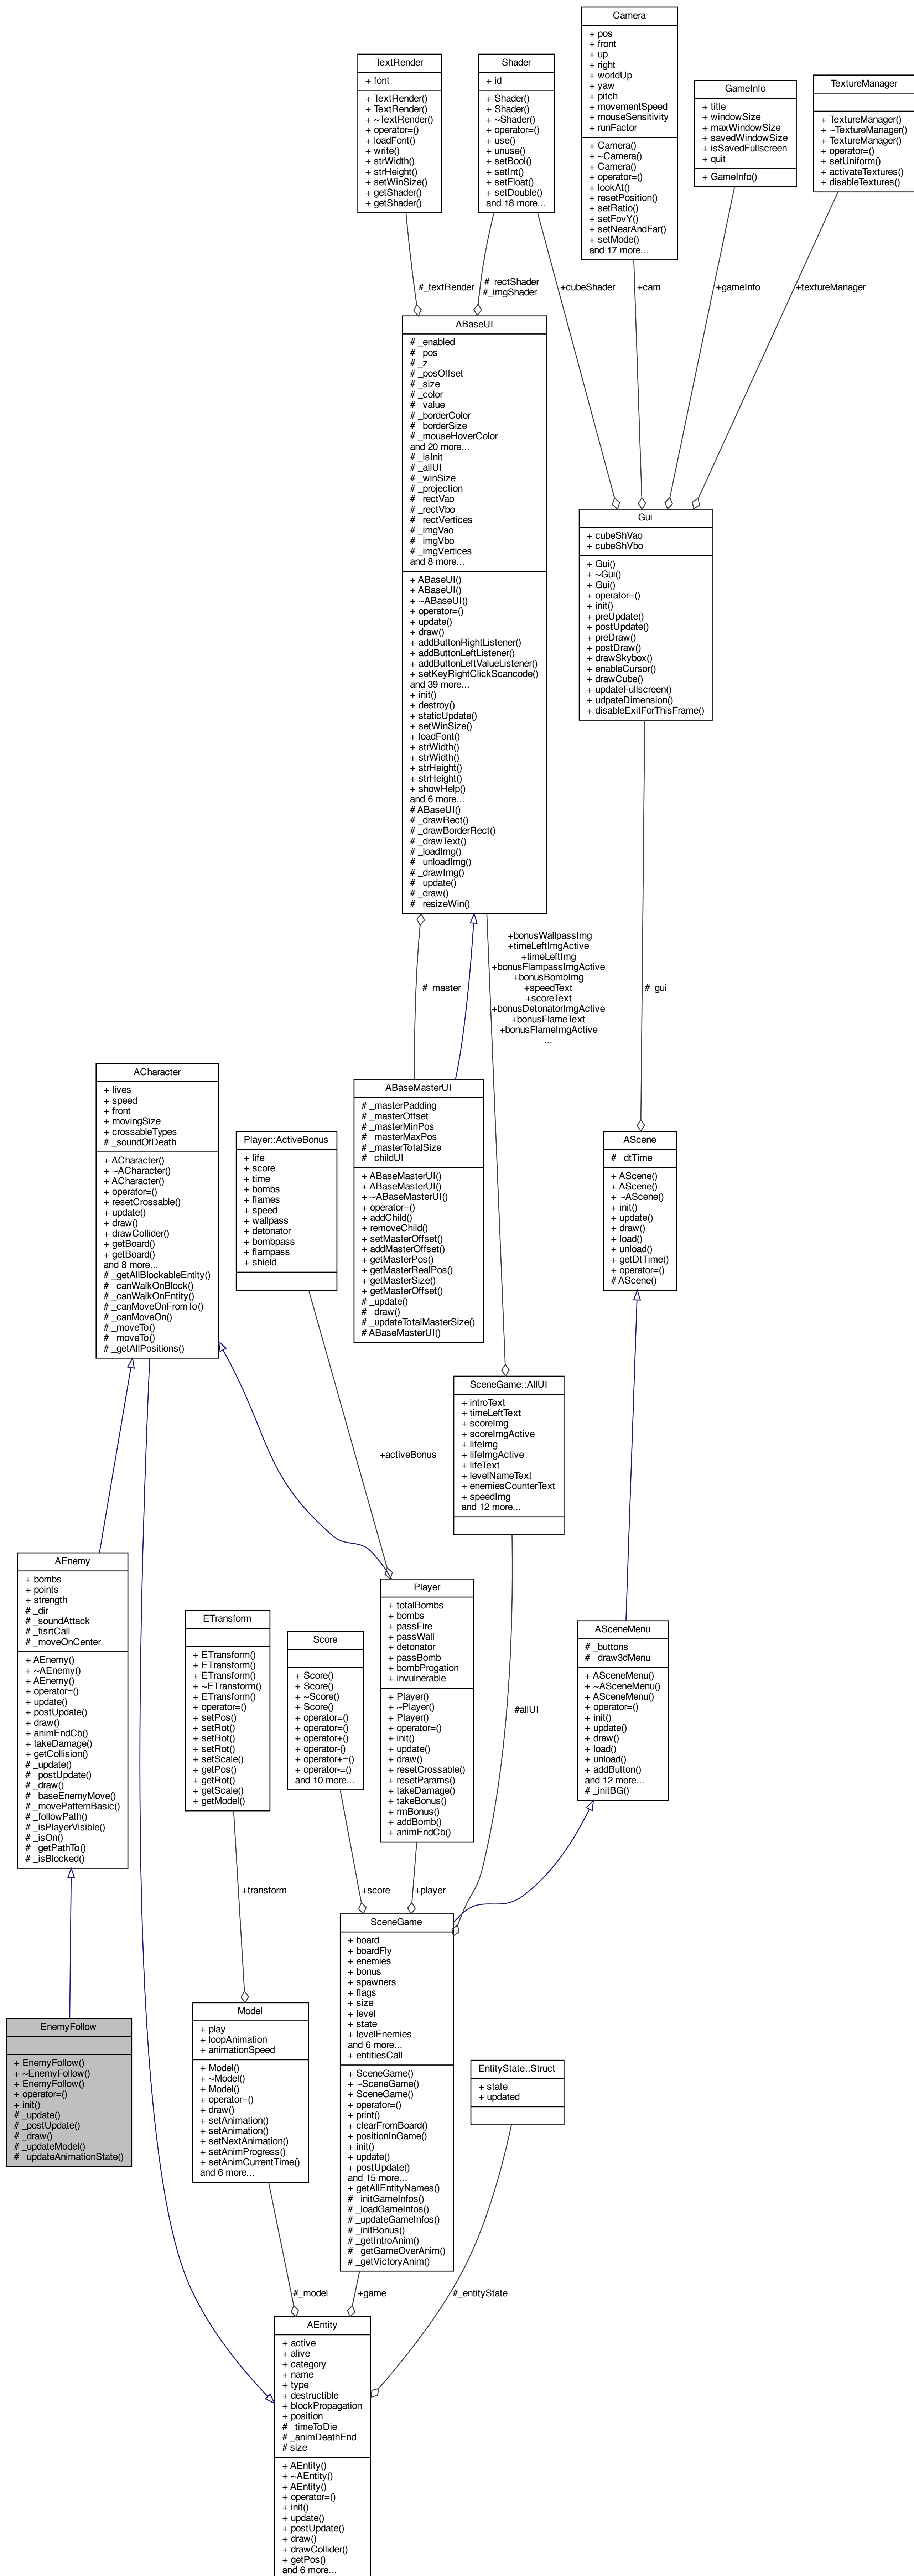 Camera
+ pos
+ front
+ up
+ right
+ worldUp
+ yaw
+ pitch
+ movementSpeed
+ mouseSensitivity
+ runFactor
+ Camera()
+ ~Camera()
+ Camera()
+ operator=()
+ lookAt()
+ resetPosition()
+ setRatio()
+ setFovY()
+ setNearAndFar()
+ setMode()
and 17 more...
TextRender
+ font
+ TextRender()
+ TextRender()
+ ~TextRender()
+ operator=()
+ loadFont()
+ write()
+ strWidth()
+ strHeight()
+ setWinSize()
+ getShader()
+ getShader()
Shader
+ id
+ Shader()
+ Shader()
+ ~Shader()
+ operator=()
+ use()
+ unuse()
+ setBool()
+ setInt()
+ setFloat()
+ setDouble()
and 18 more...
GameInfo
+ title
+ windowSize
+ maxWindowSize
+ savedWindowSize
+ isSavedFullscreen
+ quit
+ GameInfo()
TextureManager
+ TextureManager()
+ ~TextureManager()
+ TextureManager()
+ operator=()
+ setUniform()
+ activateTextures()
+ disableTextures()
#_textRender
#_rectShader
#_imgShader
+cubeShader
+cam
+gameInfo
+textureManager
ABaseUI
# _enabled
# _pos
# _z
# _posOffset
# _size
# _color
# _value
# _borderColor
# _borderSize
# _mouseHoverColor
and 20 more...
# _isInit
# _allUI
# _winSize
# _projection
# _rectVao
# _rectVbo
# _rectVertices
# _imgVao
# _imgVbo
# _imgVertices
and 8 more...
+ ABaseUI()
+ ABaseUI()
+ ~ABaseUI()
+ operator=()
+ update()
+ draw()
+ addButtonRightListener()
+ addButtonLeftListener()
+ addButtonLeftValueListener()
+ setKeyRightClickScancode()
and 39 more...
+ init()
+ destroy()
+ staticUpdate()
+ setWinSize()
+ loadFont()
+ strWidth()
+ strWidth()
+ strHeight()
+ strHeight()
+ showHelp()
and 6 more...
# ABaseUI()
# _drawRect()
# _drawBorderRect()
# _drawText()
# _loadImg()
# _unloadImg()
# _drawImg()
# _update()
# _draw()
# _resizeWin()
Gui
+ cubeShVao
+ cubeShVbo
+ Gui()
+ ~Gui()
+ Gui()
+ operator=()
+ init()
+ preUpdate()
+ postUpdate()
+ preDraw()
+ postDraw()
+ drawSkybox()
+ enableCursor()
+ drawCube()
+ updateFullscreen()
+ udpateDimension()
+ disableExitForThisFrame()
#_master
+bonusWallpassImg
+timeLeftImgActive
+timeLeftImg
+bonusFlampassImgActive
+bonusBombImg
+speedText
+scoreText
+bonusDetonatorImgActive
+bonusFlameText
+bonusFlameImgActive
...
#_gui
ACharacter
+ lives
+ speed
+ front
+ movingSize
+ crossableTypes
# _soundOfDeath
+ ACharacter()
+ ~ACharacter()
+ ACharacter()
+ operator=()
+ resetCrossable()
+ update()
+ draw()
+ drawCollider()
+ getBoard()
+ getBoard()
and 8 more...
# _getAllBlockableEntity()
# _canWalkOnBlock()
# _canWalkOnEntity()
# _canMoveOnFromTo()
# _canMoveOn()
# _moveTo()
# _moveTo()
# _getAllPositions()
Player::ActiveBonus
+ life
+ score
+ time
+ bombs
+ flames
+ speed
+ wallpass
+ detonator
+ bombpass
+ flampass
+ shield
ABaseMasterUI
# _masterPadding
# _masterOffset
# _masterMinPos
# _masterMaxPos
# _masterTotalSize
# _childUI
+ ABaseMasterUI()
+ ABaseMasterUI()
+ ~ABaseMasterUI()
+ operator=()
+ addChild()
+ removeChild()
+ setMasterOffset()
+ addMasterOffset()
+ getMasterPos()
+ getMasterRealPos()
+ getMasterSize()
+ getMasterOffset()
# _update()
# _draw()
# _updateTotalMasterSize()
# ABaseMasterUI()
AScene
# _dtTime
+ AScene()
+ AScene()
+ ~AScene()
+ init()
+ update()
+ draw()
+ load()
+ unload()
+ getDtTime()
+ operator=()
# AScene()
SceneGame::AllUI
+ introText
+ timeLeftText
+ scoreImg
+ scoreImgActive
+ lifeImg
+ lifeImgActive
+ lifeText
+ levelNameText
+ enemiesCounterText
+ speedImg
and 12 more...
+activeBonus
AEnemy
+ bombs
+ points
+ strength
# _dir
# _soundAttack
# _fisrtCall
# _moveOnCenter
+ AEnemy()
+ ~AEnemy()
+ AEnemy()
+ operator=()
+ update()
+ postUpdate()
+ draw()
+ animEndCb()
+ takeDamage()
+ getCollision()
# _update()
# _postUpdate()
# _draw()
# _baseEnemyMove()
# _movePatternBasic()
# _followPath()
# _isPlayerVisible()
# _isOn()
# _getPathTo()
# _isBlocked()
ETransform
+ ETransform()
+ ETransform()
+ ETransform()
+ ~ETransform()
+ ETransform()
+ operator=()
+ setPos()
+ setRot()
+ setRot()
+ setScale()
+ getPos()
+ getRot()
+ getScale()
+ getModel()
Score
+ Score()
+ Score()
+ ~Score()
+ Score()
+ operator=()
+ operator=()
+ operator+()
+ operator-()
+ operator+=()
+ operator-=()
and 10 more...
Player
+ totalBombs
+ bombs
+ passFire
+ passWall
+ detonator
+ passBomb
+ bombProgation
+ invulnerable
+ Player()
+ ~Player()
+ Player()
+ operator=()
+ init()
+ update()
+ draw()
+ resetCrossable()
+ resetParams()
+ takeDamage()
+ takeBonus()
+ rmBonus()
+ addBomb()
+ animEndCb()
#allUI
ASceneMenu
# _buttons
# _draw3dMenu
+ ASceneMenu()
+ ~ASceneMenu()
+ ASceneMenu()
+ operator=()
+ init()
+ update()
+ draw()
+ load()
+ unload()
+ addButton()
and 12 more...
# _initBG()
+transform
+score
+player
EnemyFollow
+ EnemyFollow()
+ ~EnemyFollow()
+ EnemyFollow()
+ operator=()
+ init()
# _update()
# _postUpdate()
# _draw()
# _updateModel()
# _updateAnimationState()
Model
+ play
+ loopAnimation
+ animationSpeed
+ Model()
+ ~Model()
+ Model()
+ operator=()
+ draw()
+ setAnimation()
+ setAnimation()
+ setNextAnimation()
+ setAnimProgress()
+ setAnimCurrentTime()
and 6 more...
SceneGame
+ board
+ boardFly
+ enemies
+ bonus
+ spawners
+ flags
+ size
+ level
+ state
+ levelEnemies
and 6 more...
+ entitiesCall
+ SceneGame()
+ ~SceneGame()
+ SceneGame()
+ operator=()
+ print()
+ clearFromBoard()
+ positionInGame()
+ init()
+ update()
+ postUpdate()
and 15 more...
+ getAllEntityNames()
# _initGameInfos()
# _loadGameInfos()
# _updateGameInfos()
# _initBonus()
# _getIntroAnim()
# _getGameOverAnim()
# _getVictoryAnim()
EntityState::Struct
+ state
+ updated
#_model
+game
#_entityState
AEntity
+ active
+ alive
+ category
+ name
+ type
+ destructible
+ blockPropagation
+ position
# _timeToDie
# _animDeathEnd
# size
+ AEntity()
+ ~AEntity()
+ AEntity()
+ operator=()
+ init()
+ update()
+ postUpdate()
+ draw()
+ drawCollider()
+ getPos()
and 6 more...